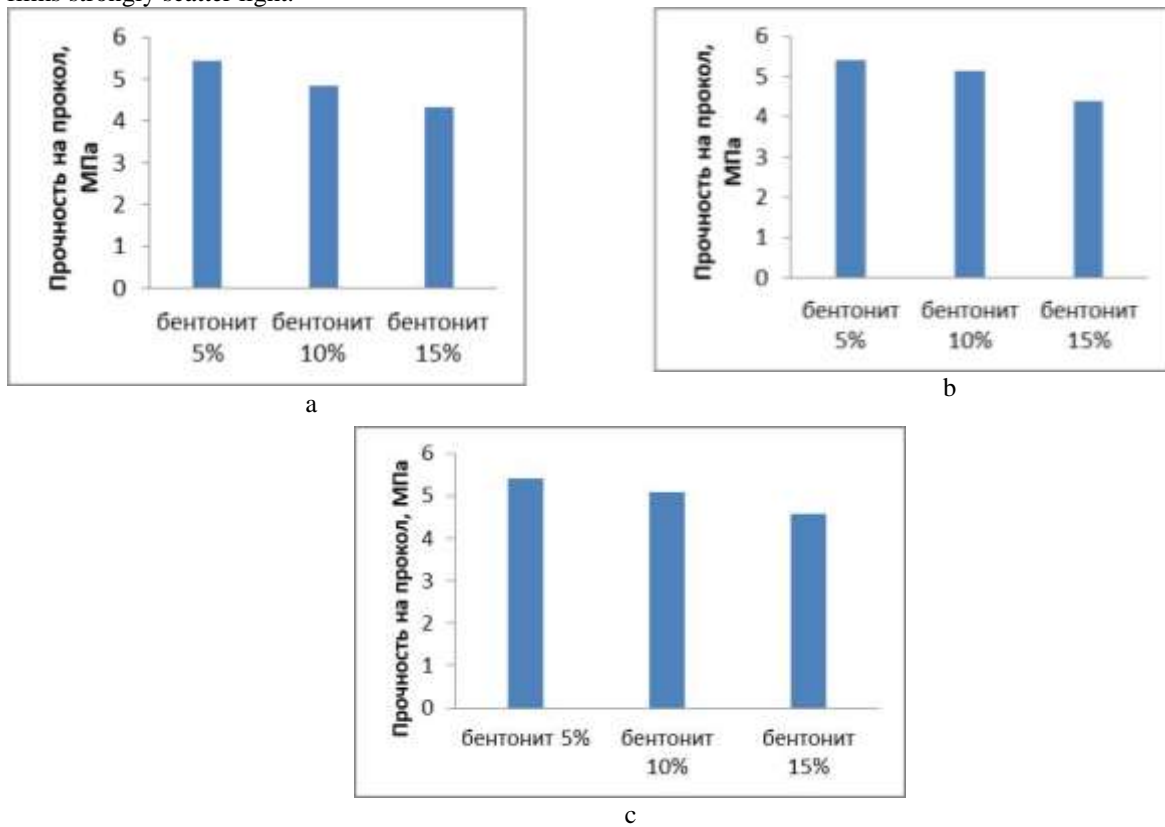 films strongly scatter light.
Прочность на прокол,
МПа
6
5
4
3
2
1
0
бентонит бентонит бентонит
5% 10% 15%
a
Прочность на прокол,
МПа
6
5
4
3
2
1
0
бентонит бентонит бентонит
5% 10% 15%
b
Прочность на прокол, МПа
6
5
4
3
2
1
0
бентонит 5% бентонит бентонит
10% 15%
c